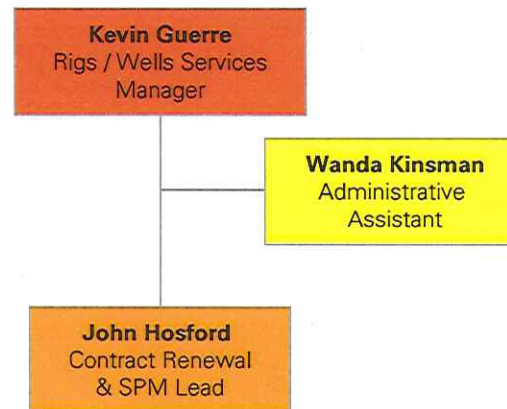 Kevin Guerre
Rigs / Wells Services
Manager
Wanda Kinsman
Administrative
Assistant
John Hosford
Contract Renewal
& SPM Lead